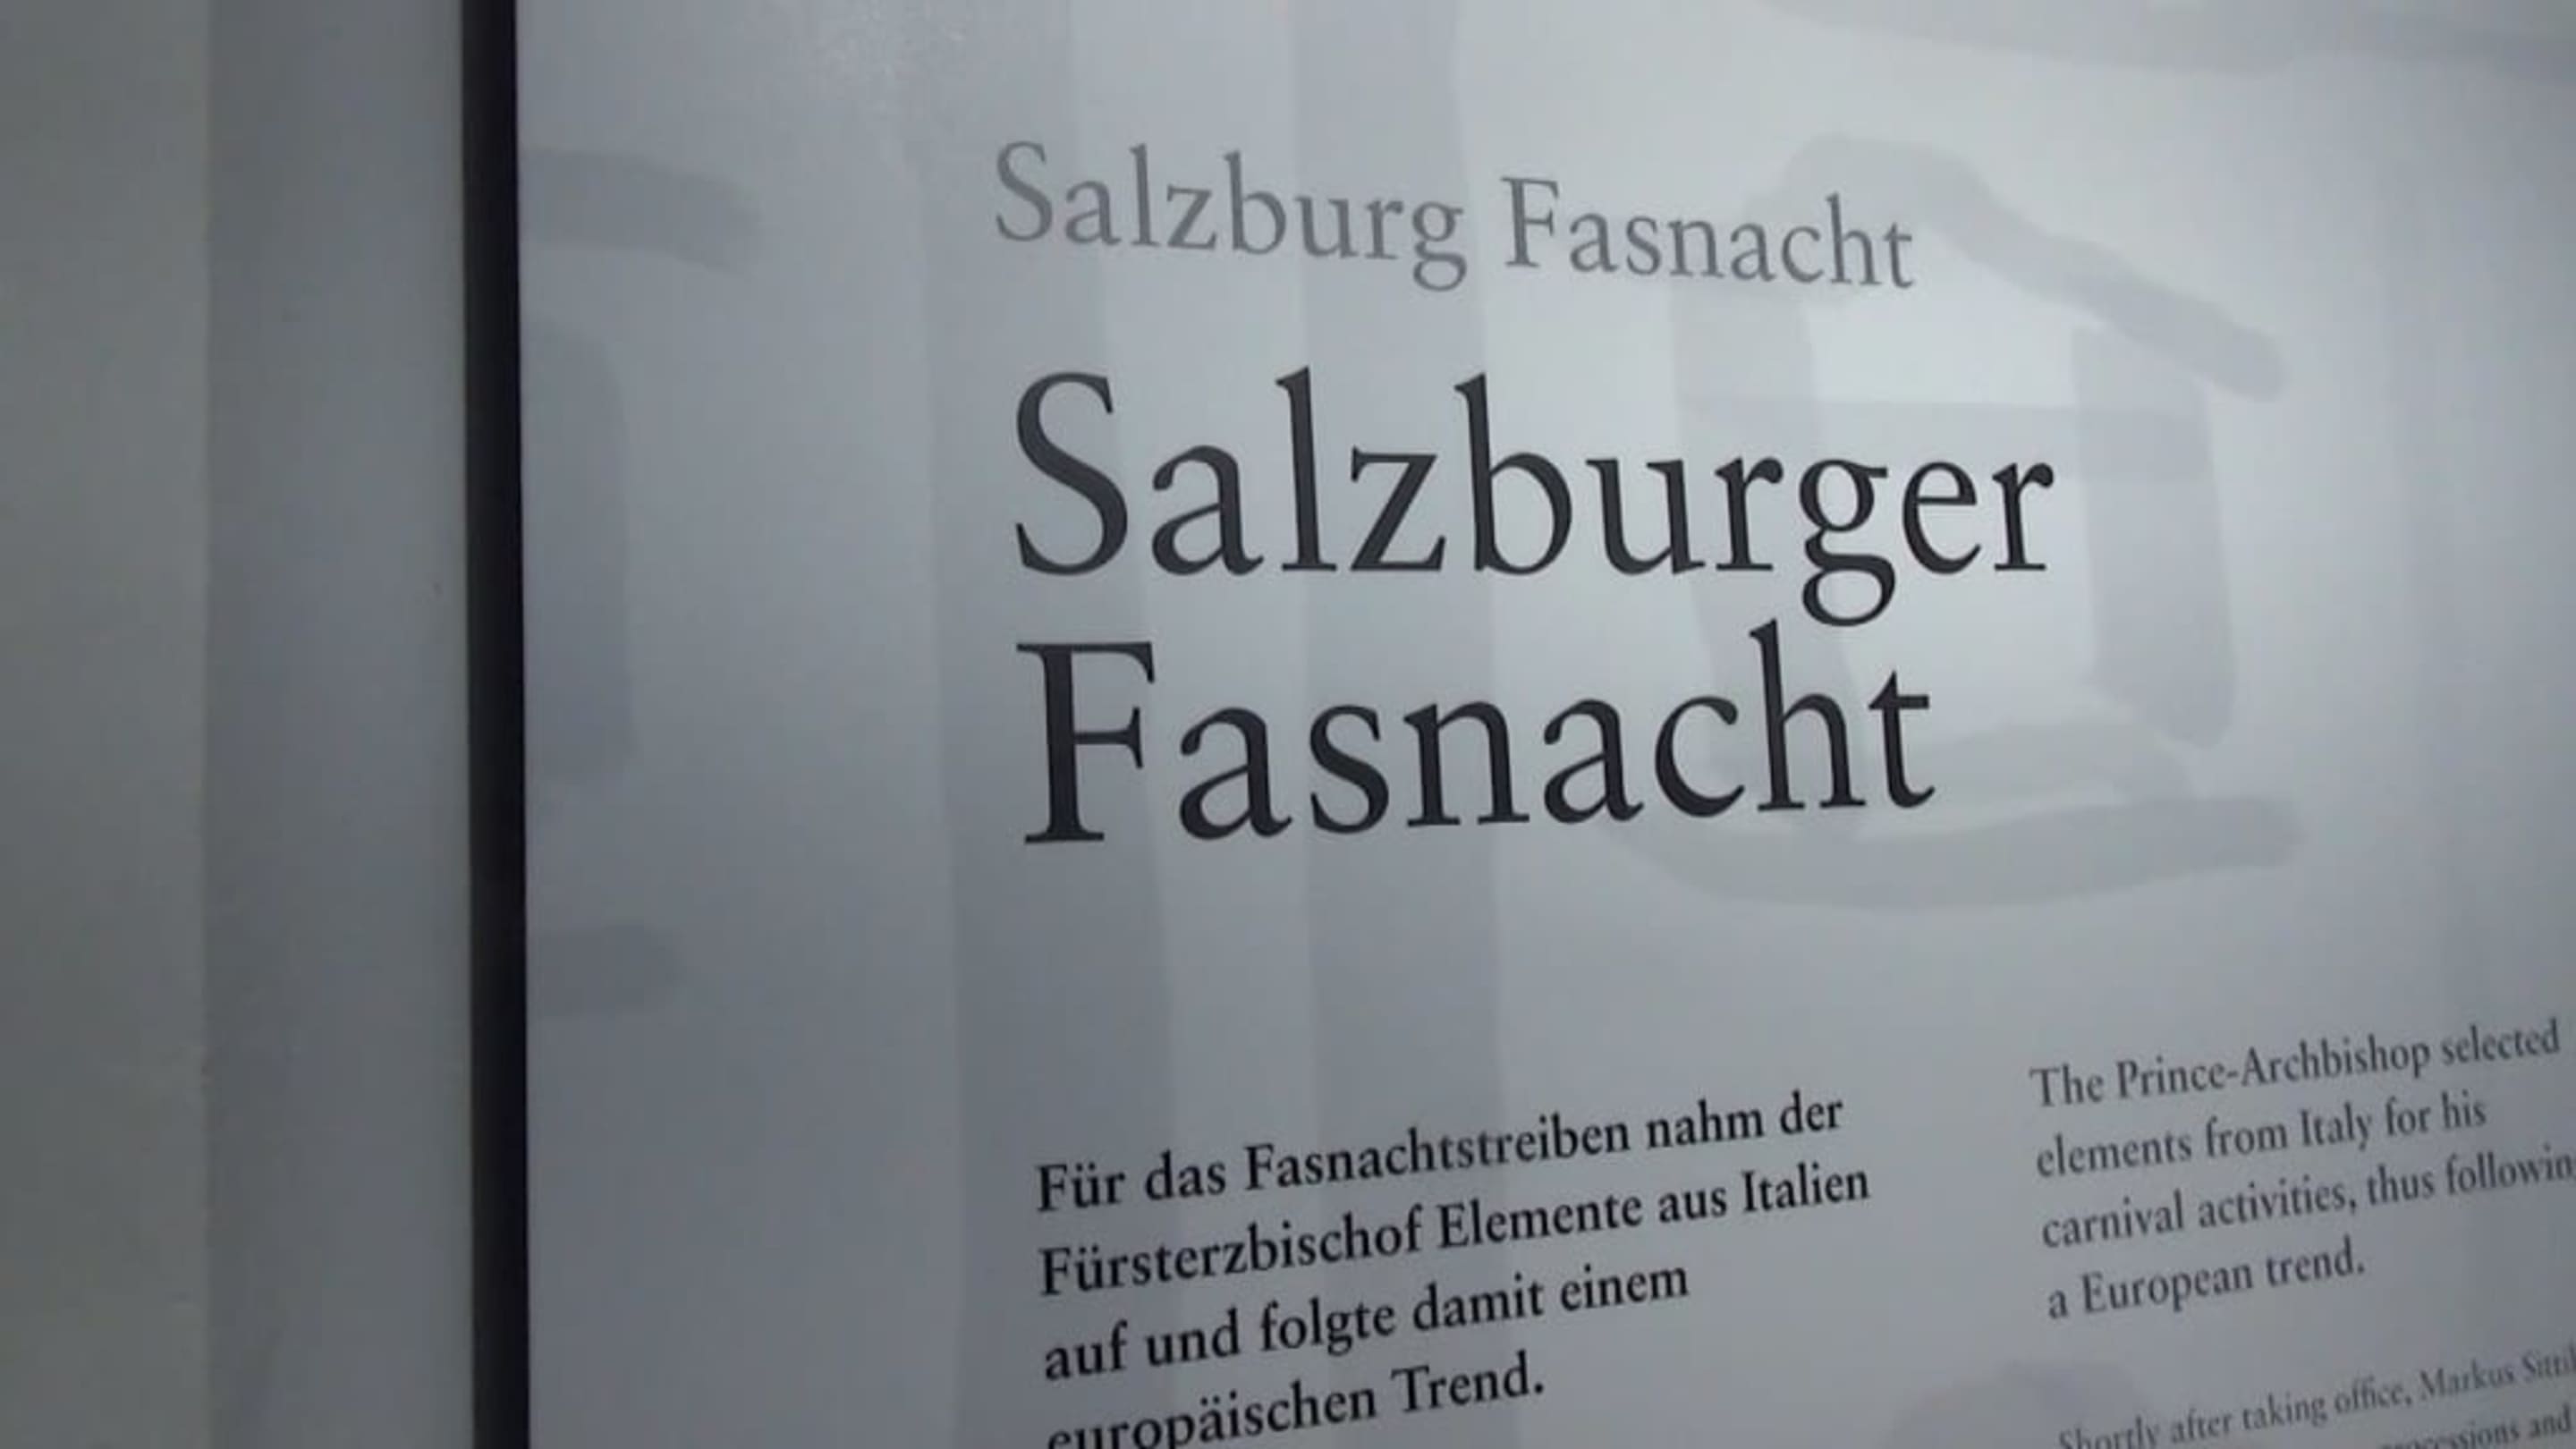 Salzburg Fasnacht
Salzburger
Fasnacht
Für das Fasnachtstreiben nahm der
Fürsterzbischof Elemente aus Italien
auf und folgte damit einem
europäischen Trend.
The Prince-Archbishop selected
elements from Italy for his
carnival activities, thus
a European trend.
Shortly after taking office, Markus
and